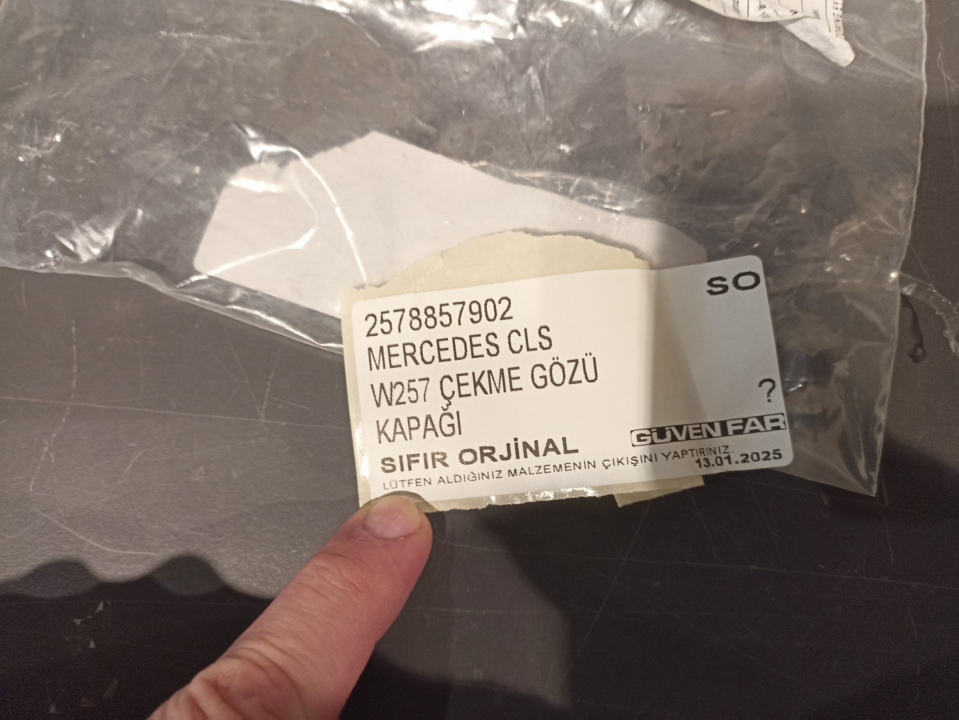 SO
2578857902
MERCEDES CLS
W257 ÇEKME GÖZÜ
KAPAĞI
?
SIFIR ORJİNAL
GÜVEN FAR
LÜTFEN ALDIĞINIZ MALZEMENİN ÇIKIŞINI YAPTIRINIZ.
13.01.2025